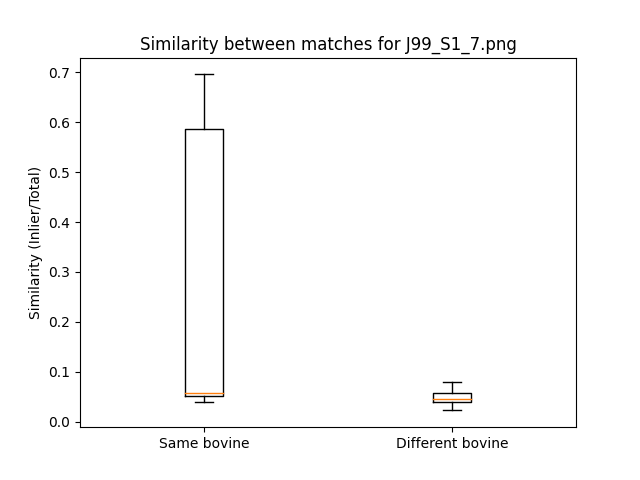 Similarity between matches for J99_S1_7.png
Similarity (Inlier/Total)
0.7
0.6
0.5
0.4
0.3
0.2
0.1
0.0
Same bovine
Different bovine